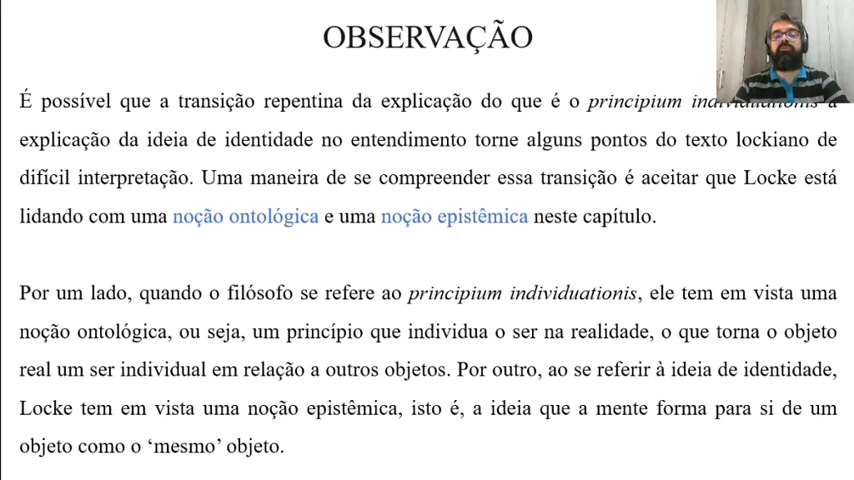 OBSERVAÇÃO
É possível que a transição repentina da explicação do que é o principium individuationis à
explicação da ideia de identidade no entendimento torne alguns pontos do texto lockiano de
difícil interpretação. Uma maneira de se compreender essa transição é aceitar que Locke está
lidando com uma noção ontológica e uma noção epistêmica neste capítulo.
Por um lado, quando o filósofo se refere ao principium individuationis, ele tem em vista uma
noção ontológica, ou seja, um princípio que individua o ser na realidade, o que torna o objeto
real um ser individual em relação a outros objetos. Por outro, ao se referir à ideia de identidade,
Locke tem em vista uma noção epistêmica, isto é, a ideia que a mente forma para si de um
objeto como o ‘mesmo’ objeto.